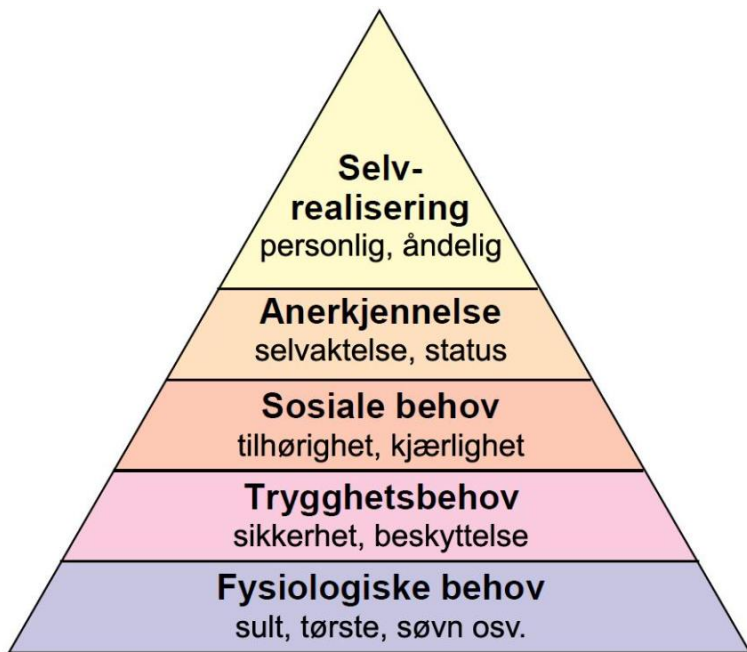 Selv-
realisering
personlig, åndelig
Anerkjennelse
selvaktelse, status
Sosiale behov
tilhørighet, kjærlighet
Trygghetsbehov
sikkerhet, beskyttelse
Fysiologiske behov
sult, tørste, søvn osv.